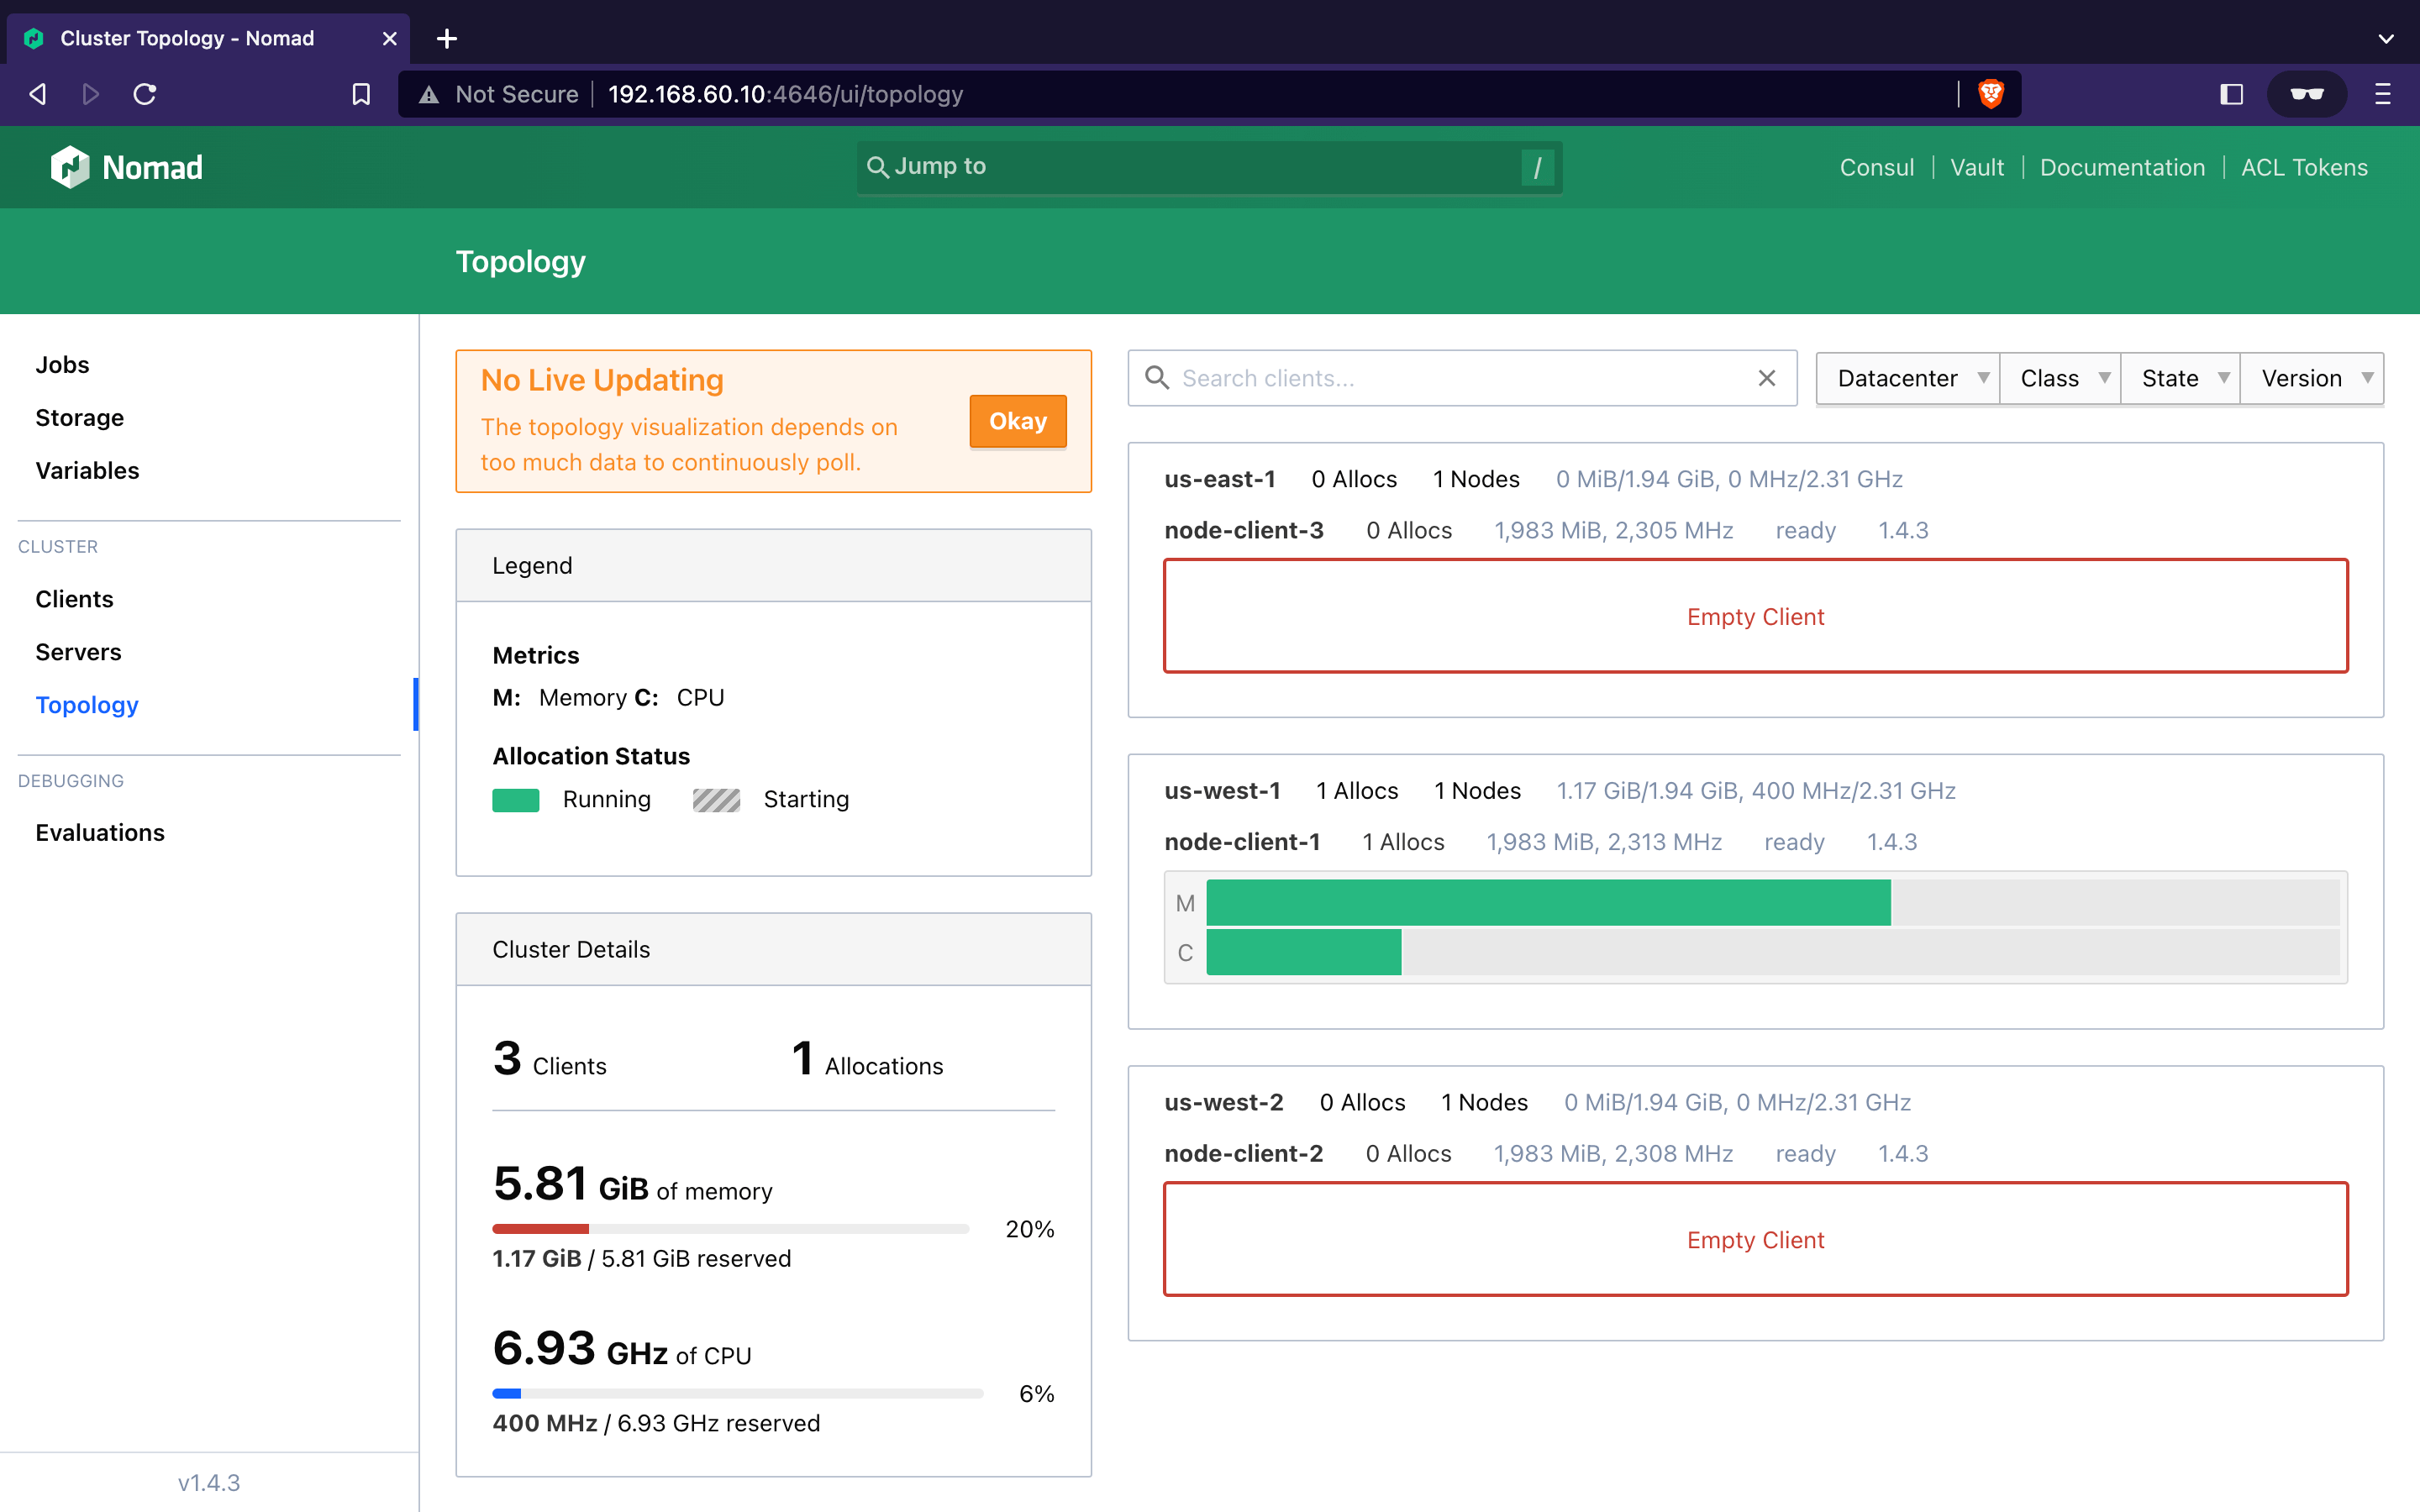 Cluster Topology - Nomad
Not Secure
192.168.60.10:4646/ui/topology
Nomad
Jump to
/
Consul
Vault
Documentation
ACL Tokens
Topology
Jobs
Storage
Variables
CLUSTER
Clients
Servers
Topology
DEBUGGING
Evaluations
v1.4.3
No Live Updating
The topology visualization depends on
too much data to continuously poll.
Okay
Legend
Metrics
M: Memory C: CPU
Allocation Status
Running
Starting
Cluster Details
3 Clients
1 Allocations
5.81 GiB of memory
20%
1.17 GiB / 5.81 GiB reserved
6.93 GHz of CPU
6%
400 MHz / 6.93 GHz reserved
Search clients...
Datacenter
Class
State
Version
us-east-1 0 Allocs 1 Nodes 0 MiB/1.94 GiB, 0 MHz/2.31 GHz
node-client-3 0 Allocs 1,983 MiB, 2,305 MHz ready 1.4.3
Empty Client
us-west-1 1 Allocs 1 Nodes 1.17 GiB/1.94 GiB, 400 MHz/2.31 GHz
node-client-1 1 Allocs 1,983 MiB, 2,313 MHz ready 1.4.3
M
C
us-west-2 0 Allocs 1 Nodes 0 MiB/1.94 GiB, 0 MHz/2.31 GHz
node-client-2 0 Allocs 1,983 MiB, 2,308 MHz ready 1.4.3
Empty Client